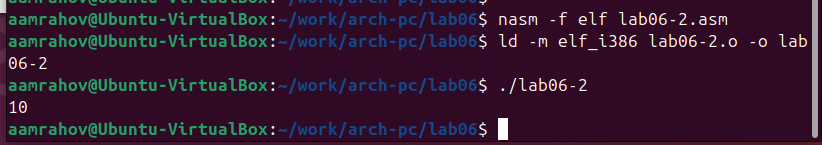 aamrahov@Ubuntu-VirtualBox:~/work/arch-pc/lab06$ nasm -f elf lab06-2.asm
aamrahov@Ubuntu-VirtualBox:~/work/arch-pc/lab06$ ld -m elf_i386 lab06-2.o -o lab
06-2
aamrahov@Ubuntu-VirtualBox:~/work/arch-pc/lab06$ ./lab06-2
10
aamrahov@Ubuntu-VirtualBox:~/work/arch-pc/lab06$